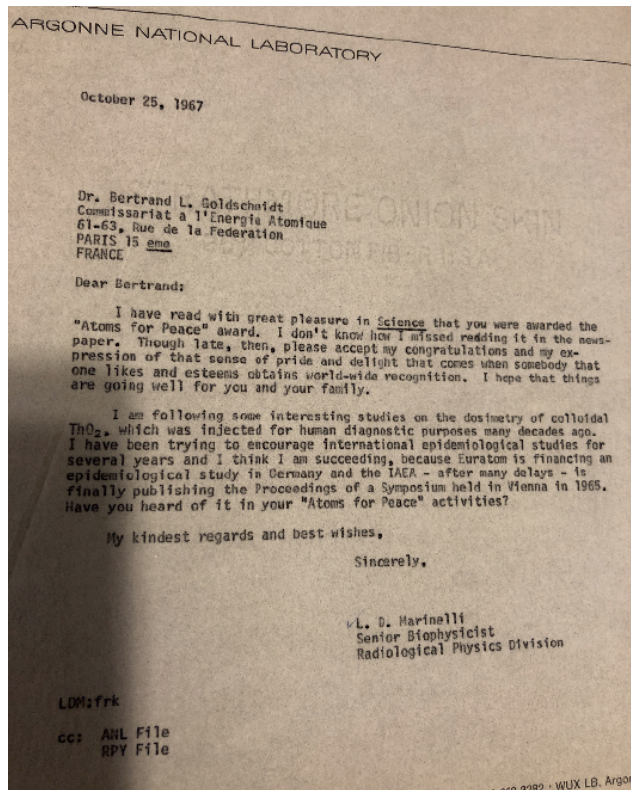 ARGONNE NATIONAL LABORATORY
October 25, 1967
Dr. Bertrand L. Goldschmidt
Commissariat a l'Energie Atomique
61-63, Rue de la Federation
PARIS 15 eme
FRANCE
Dear Bertrand:
I have read with great pleasure in Science that you were awarded the
"Atoms for Peace" award. I don't know how I missed redding it in the news-
paper. Though late, then, please accept my congratulations and my ex-
pression of that sense of pride and delight that comes when somebody that
one likes and esteems obtains world-wide recognition. I hope that things
are going well for you and your family.
I am following some interesting studies on the dosimetry of colloidal
ThO2, which was injected for human diagnostic purposes many decades ago.
I have been trying to encourage international epidemiological studies for
several years and I think I am succeeding, because Euratom is financing an
epidemiological study in Germany and the IAEA - after many delays - is
finally publishing the Proceedings of a Symposium held in Vienna in 1965.
Have you heard of it in your "Atoms for Peace" activities?
My kindest regards and best wishes,
Sincerely,
L. D. Marinelli
Senior Biophysicist
Radiological Physics Division
LDM:frk
cc: ANL File
RPY File
WUX LB, Argon